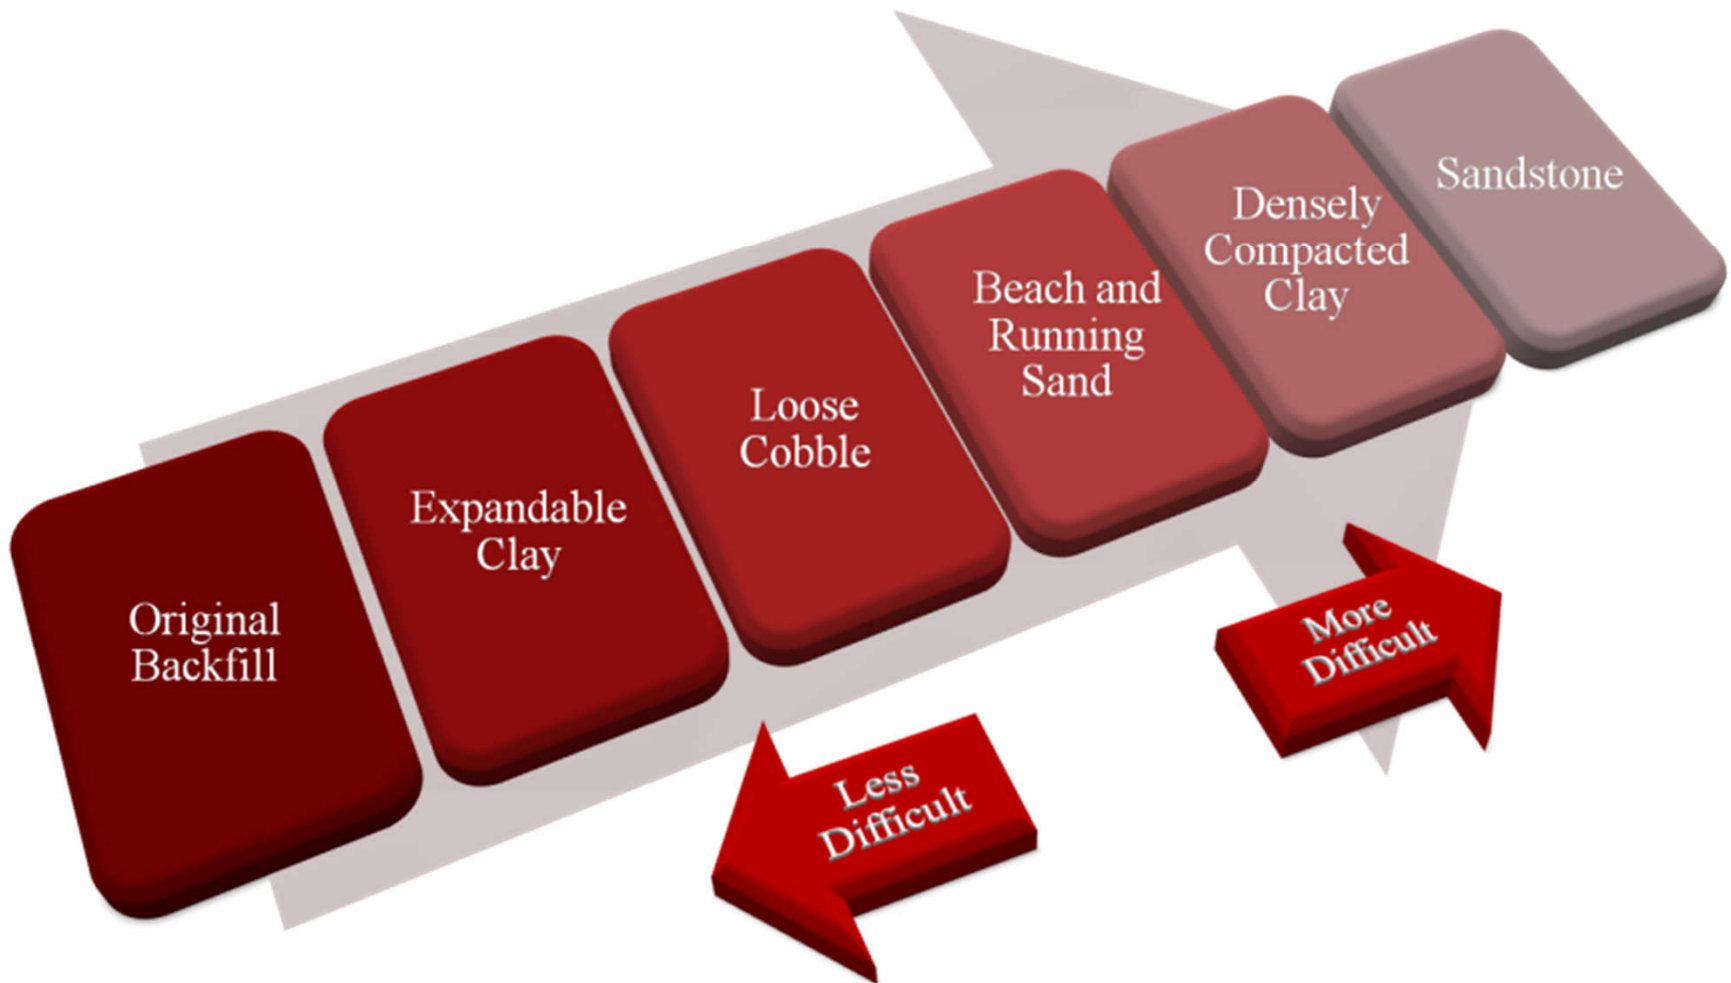 Original
Backfill
Expandable
Clay
Loose
Cobble
Beach and
Running
Sand
Densely
Compacted
Clay
Sandstone
Less
Difficult
More
Difficult